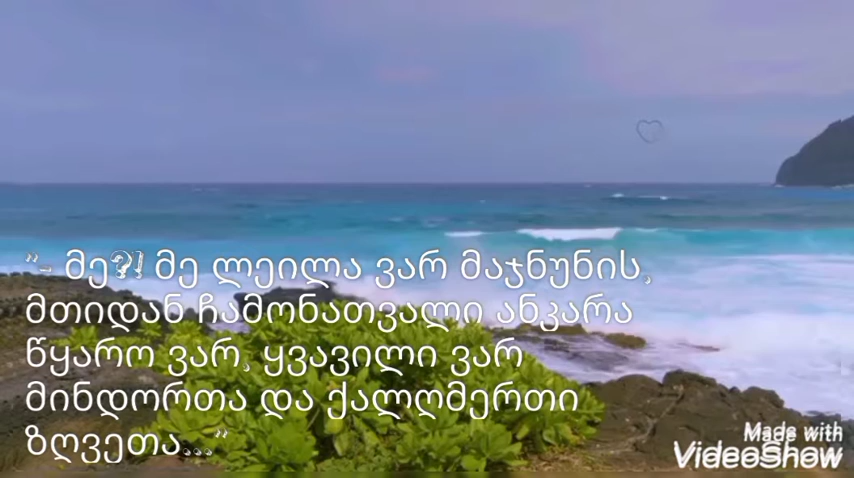 "- მე?! მე ლეილა ვარ მაჯნუნის,
მთიდან ჩამონათვალი ანკარა
წყარო ვარ, ყვავილი ვარ
მინდორთა და ქალღმერთი
ზღვეთა..."
Made with
VideoShow